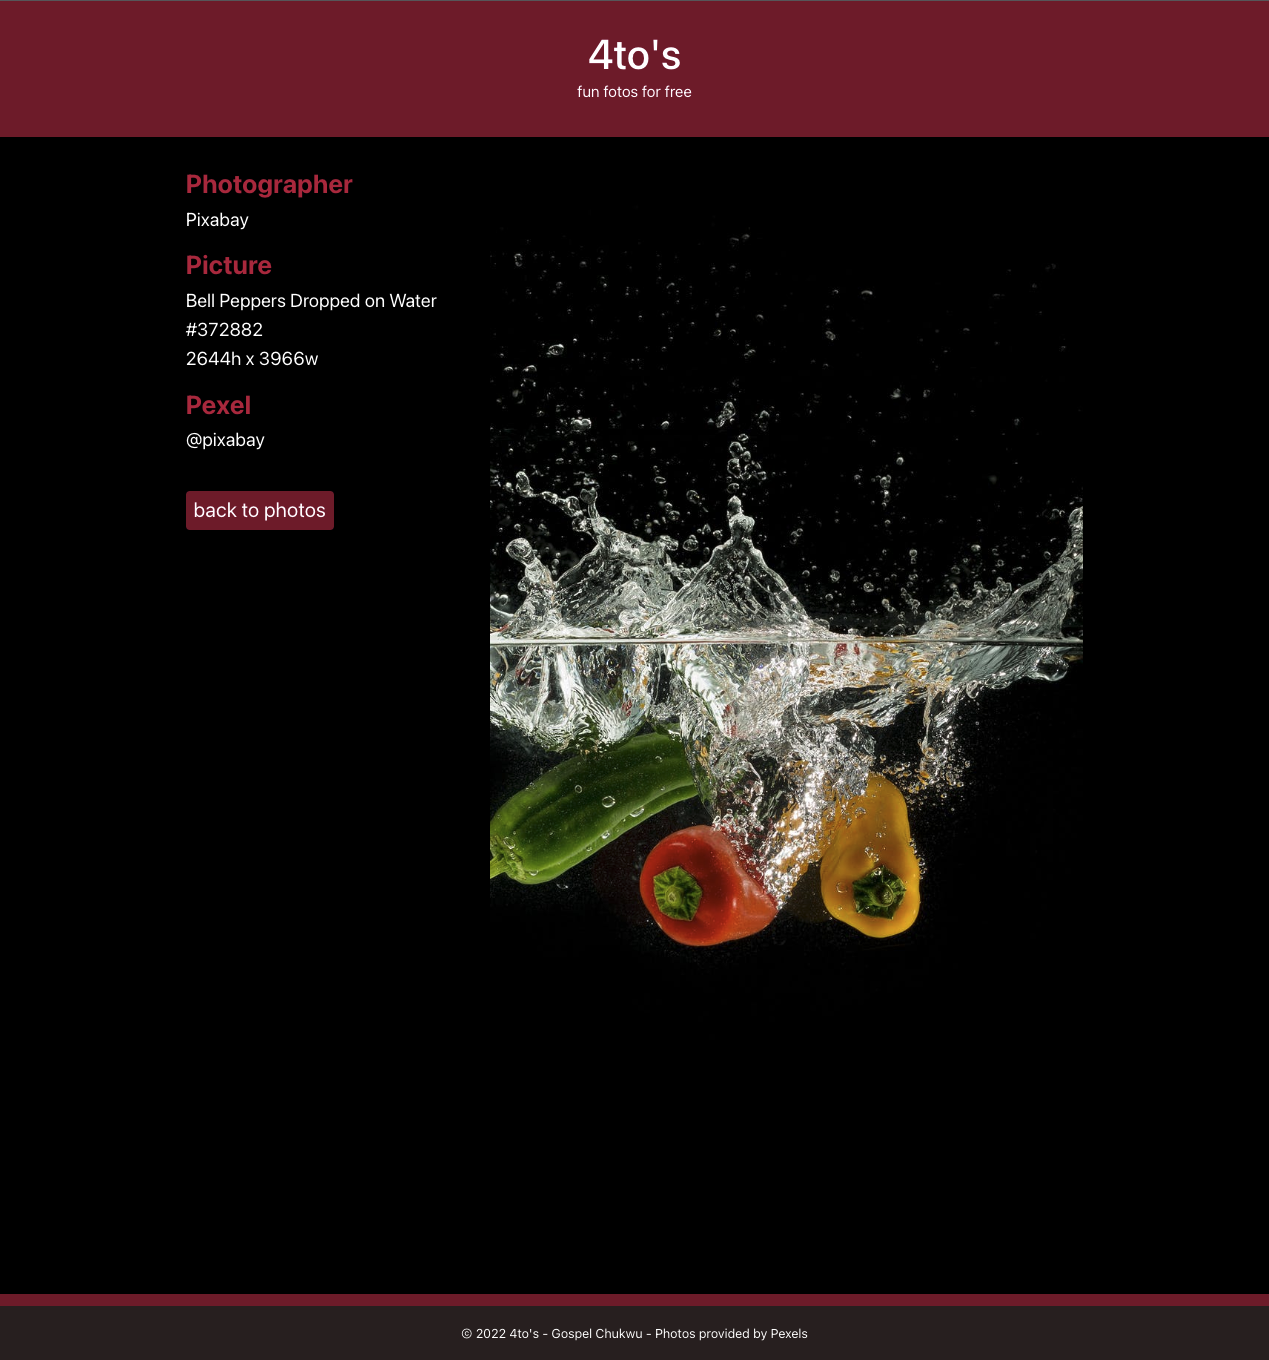 4to's
fun fotos for free
Photographer
Pixabay
Picture
Bell Peppers Dropped on Water
#372882
2644h x 3966w
Pexel
@pixabay
back to photos
© 2022 4to's - Gospel Chukwu - Photos provided by Pexels